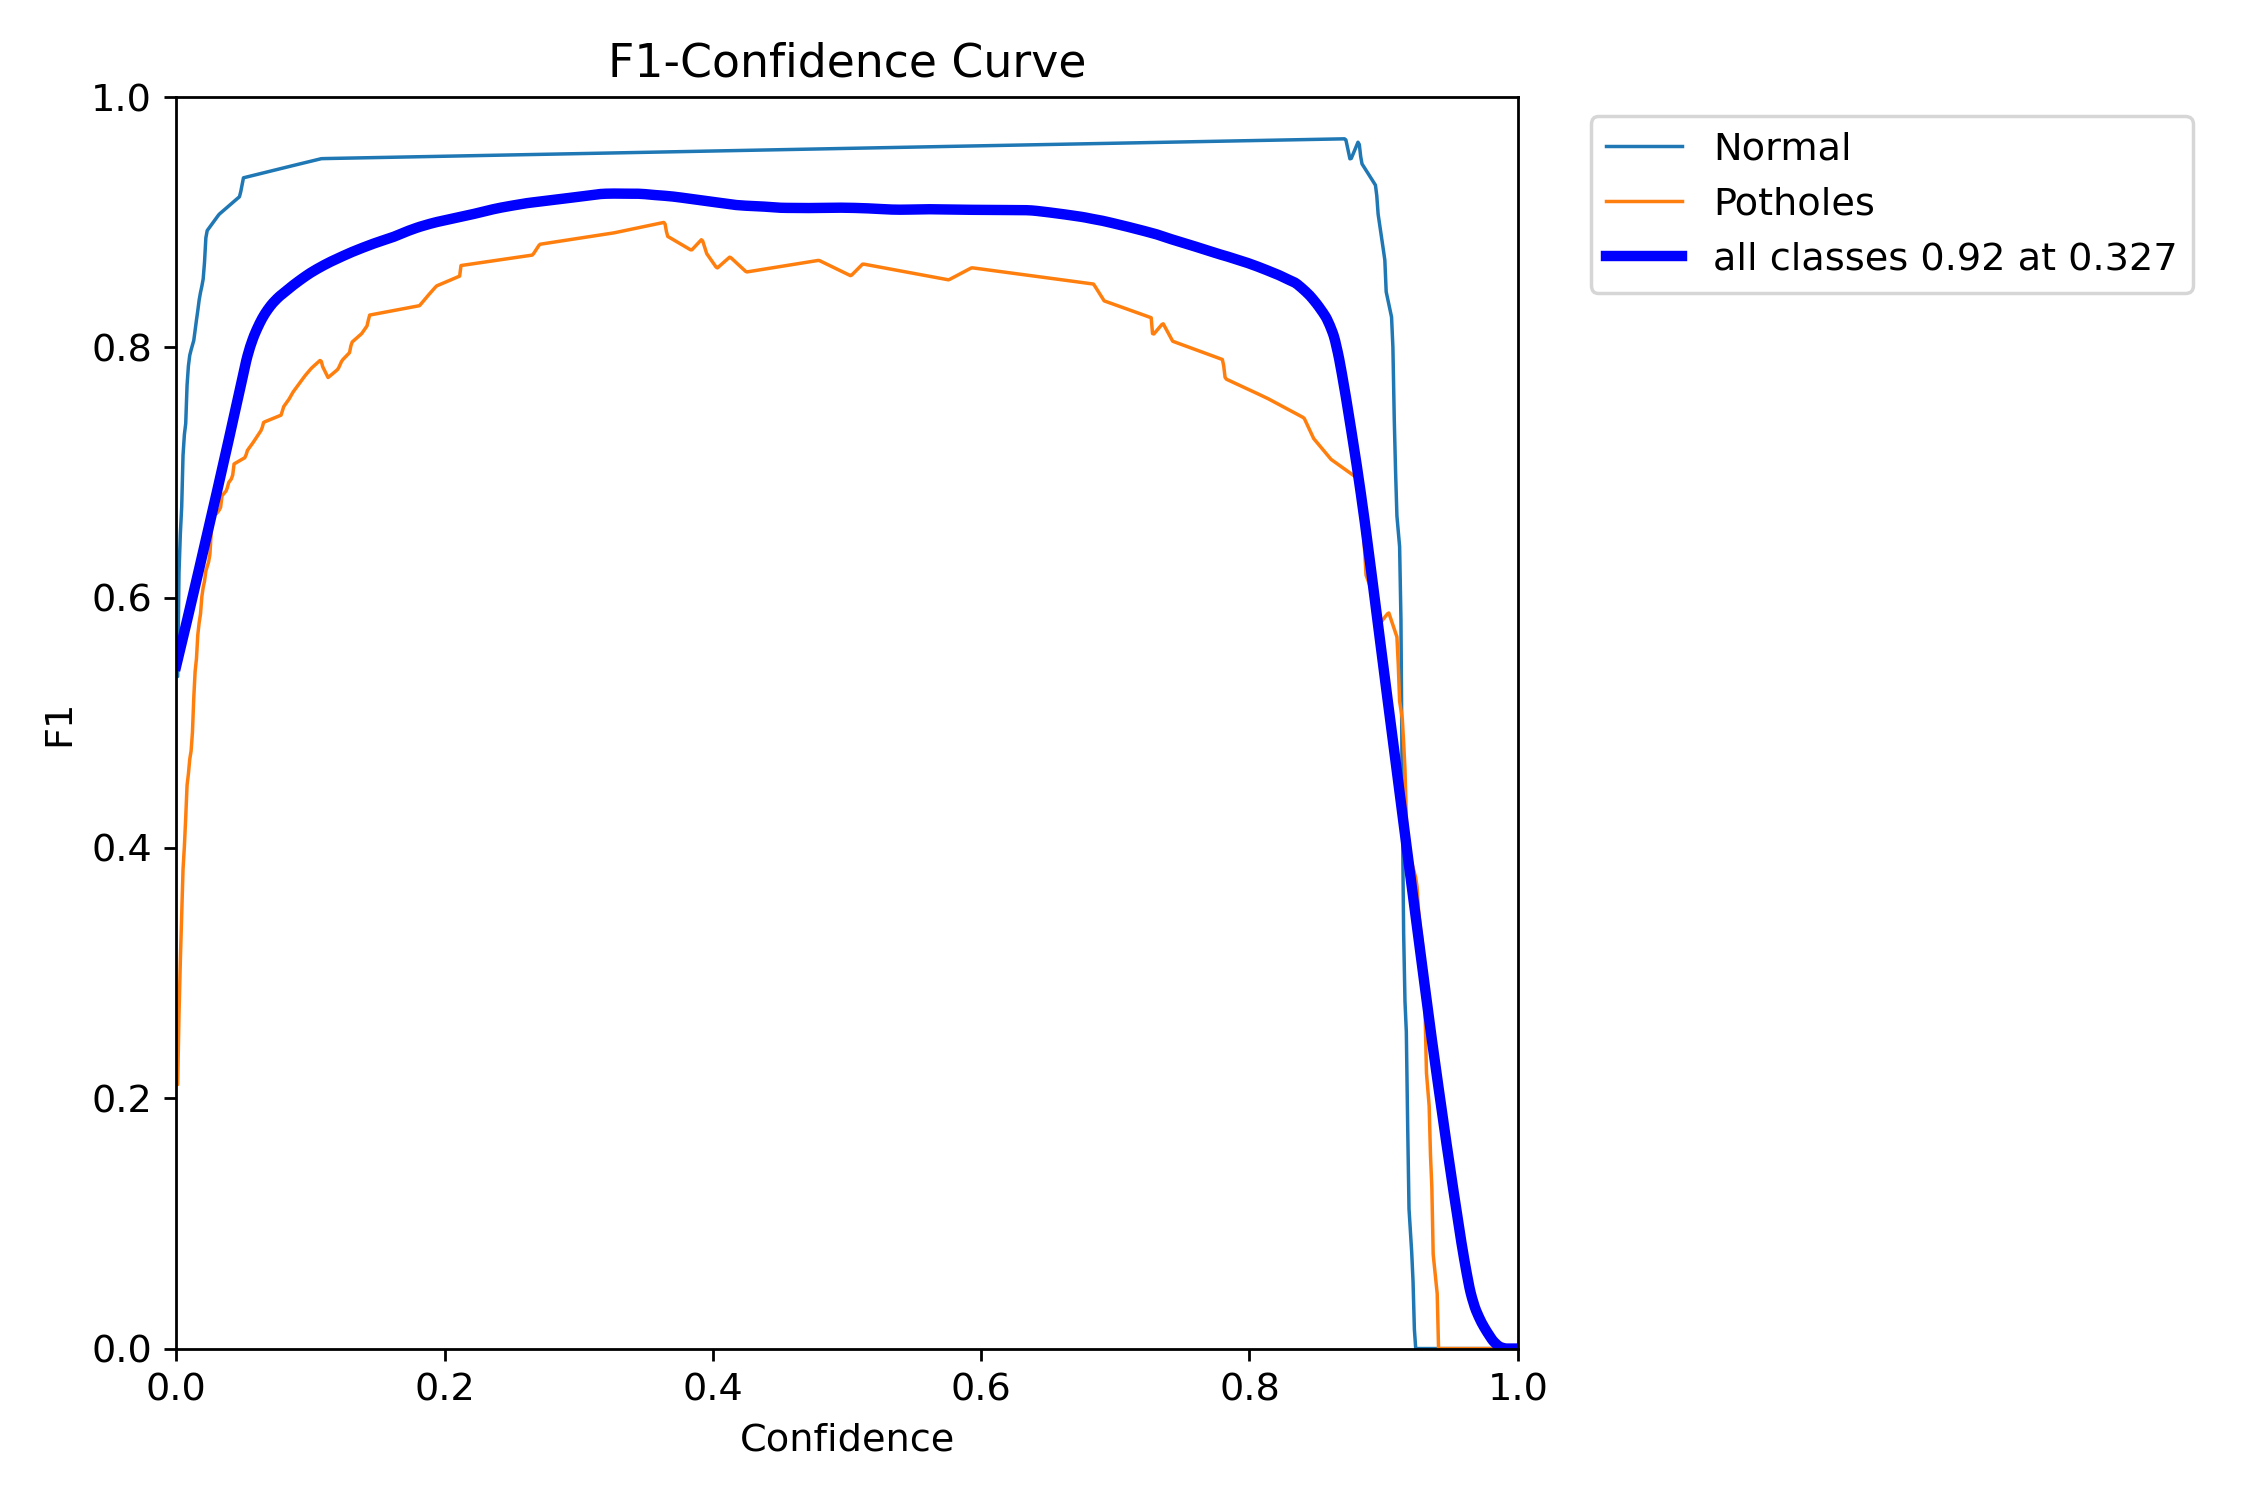 F1-Confidence Curve
1.0
0.8
0.6
0.4
0.2
0.0
F1
0.0 0.2 0.4 0.6 0.8 1.0
Confidence
Normal
Potholes
all classes 0.92 at 0.327